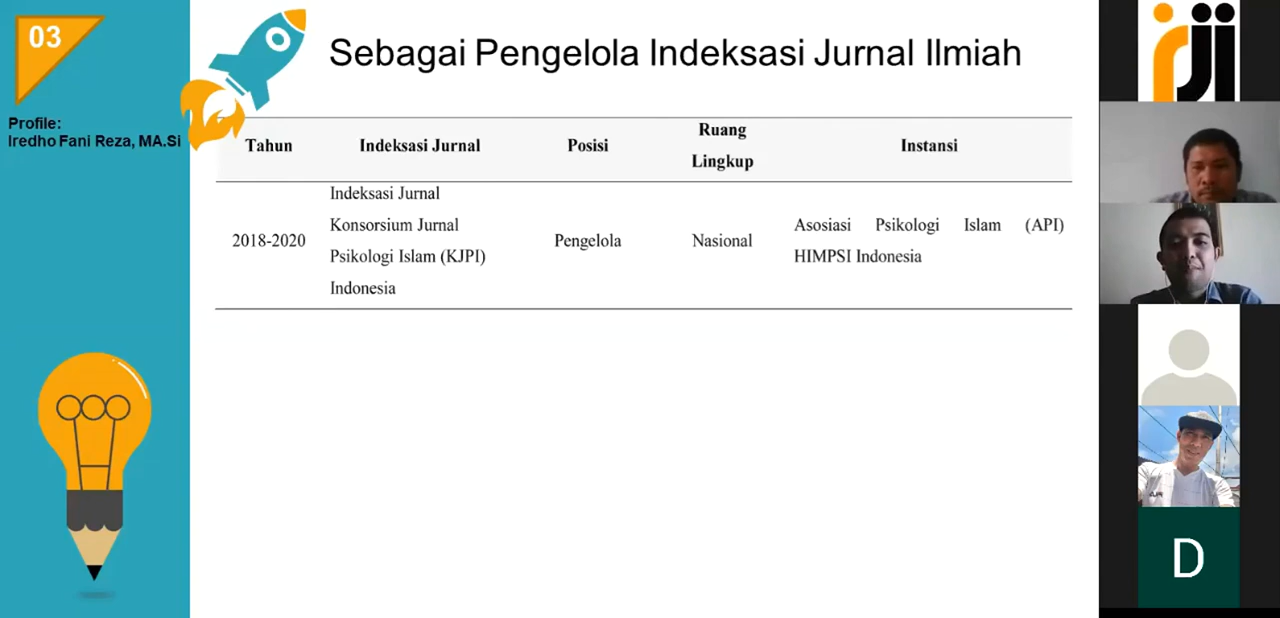 03
Profile:
Iredho Fani Reza, MA.Si
Sebagai Pengelola Indeksasi Jurnal Ilmiah
Tahun Indeksasi Jurnal Posisi Ruang Lingkup Instansi
2018-2020
Indeksasi Jurnal
Konsorsium Jurnal
Psikologi Islam (KJPI)
Indonesia
Pengelola
Nasional
Asosiasi Psikologi Islam (API)
HIMPSI Indonesia
rji
D